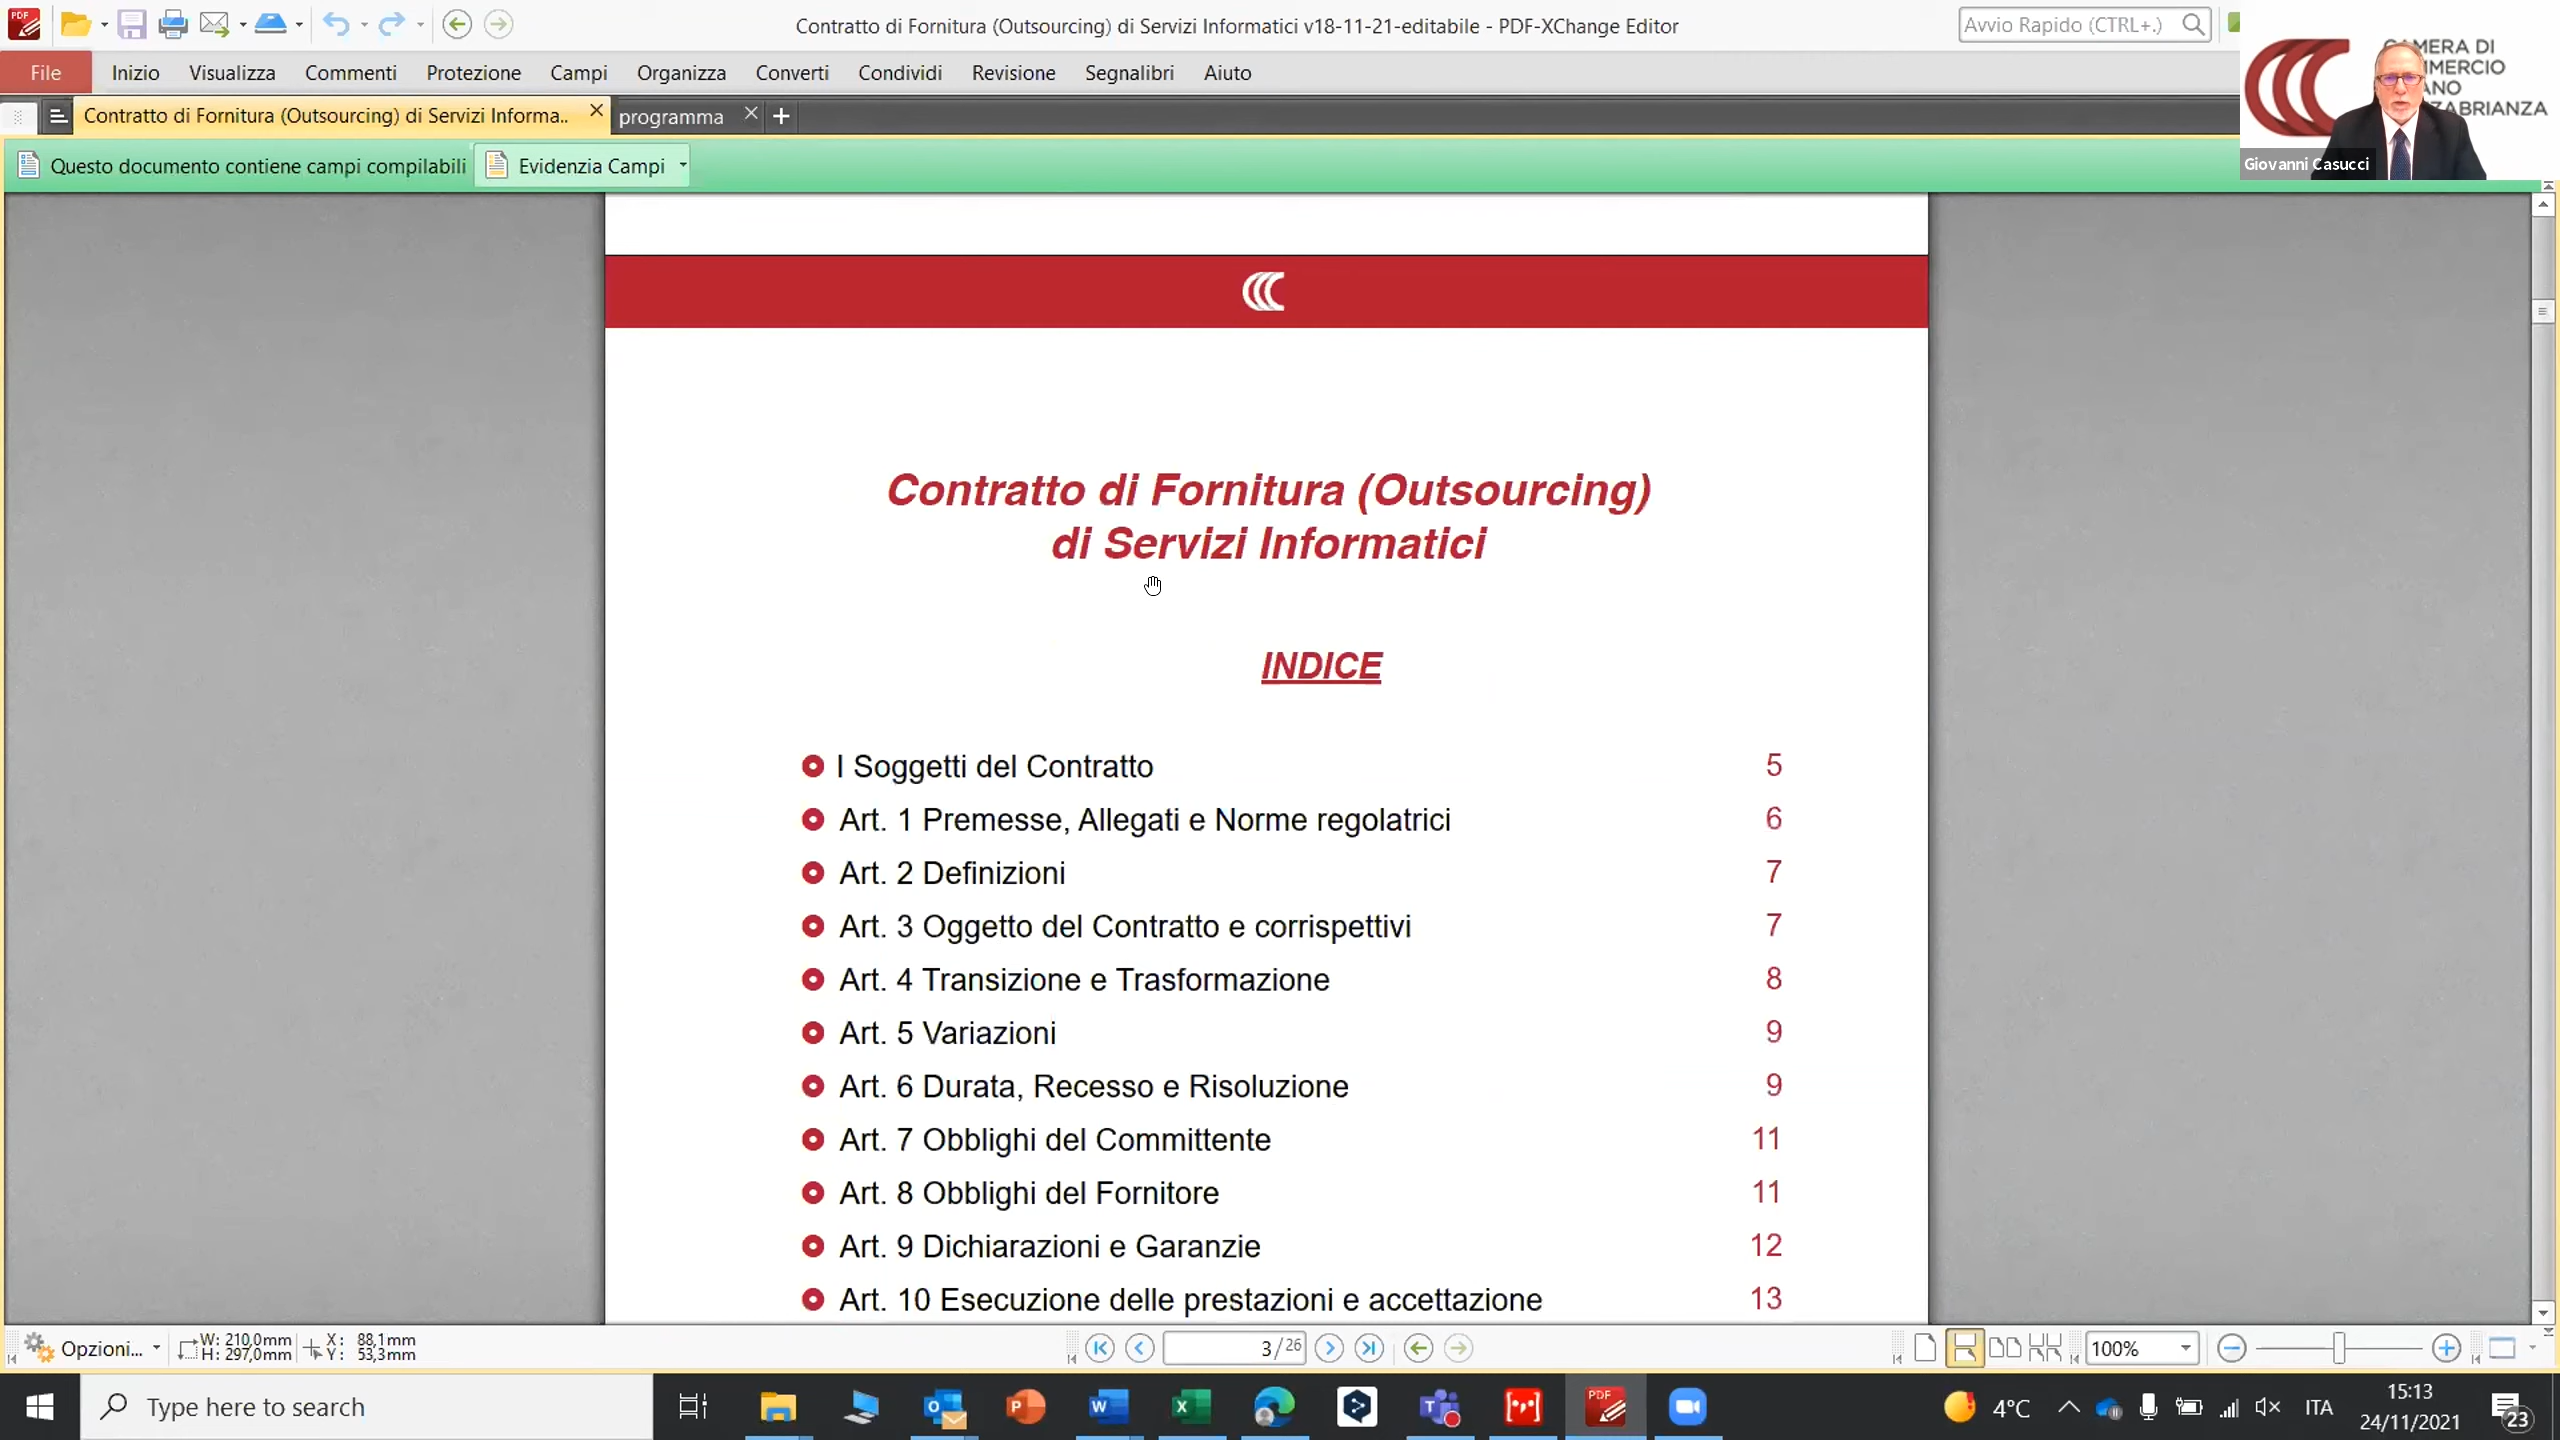 Contratto di Fornitura (Outsourcing) di Servizi Informatici v18-11-21-editabile - PDF-XChange Editor
Avvio Rapido (CTRL+.)
File Inizio Visualizza Commenti Protezione Campi Organizza Converti Condividi Revisione Segnalibri Aiuto
Contratto di Fornitura (Outsourcing) di Servizi Informa..
programma
Questo documento contiene campi compilabili
Evidenzia Campi
Giovanni Casucci
Contratto di Fornitura (Outsourcing)
di Servizi Informatici
INDICE
I Soggetti del Contratto 5
Art. 1 Premesse, Allegati e Norme regolatrici 6
Art. 2 Definizioni 7
Art. 3 Oggetto del Contratto e corrispettivi 7
Art. 4 Transizione e Trasformazione 8
Art. 5 Variazioni 9
Art. 6 Durata, Recesso e Risoluzione 9
Art. 7 Obblighi del Committente 11
Art. 8 Obblighi del Fornitore 11
Art. 9 Dichiarazioni e Garanzie 12
Art. 10 Esecuzione delle prestazioni e accettazione 13
Opzioni...
W: 210,0mm X: 88,1mm
H: 297,0mm Y: 53,3mm
3 / 26
100%
Type here to search
4°C
ITA
15:13
24/11/2021
23